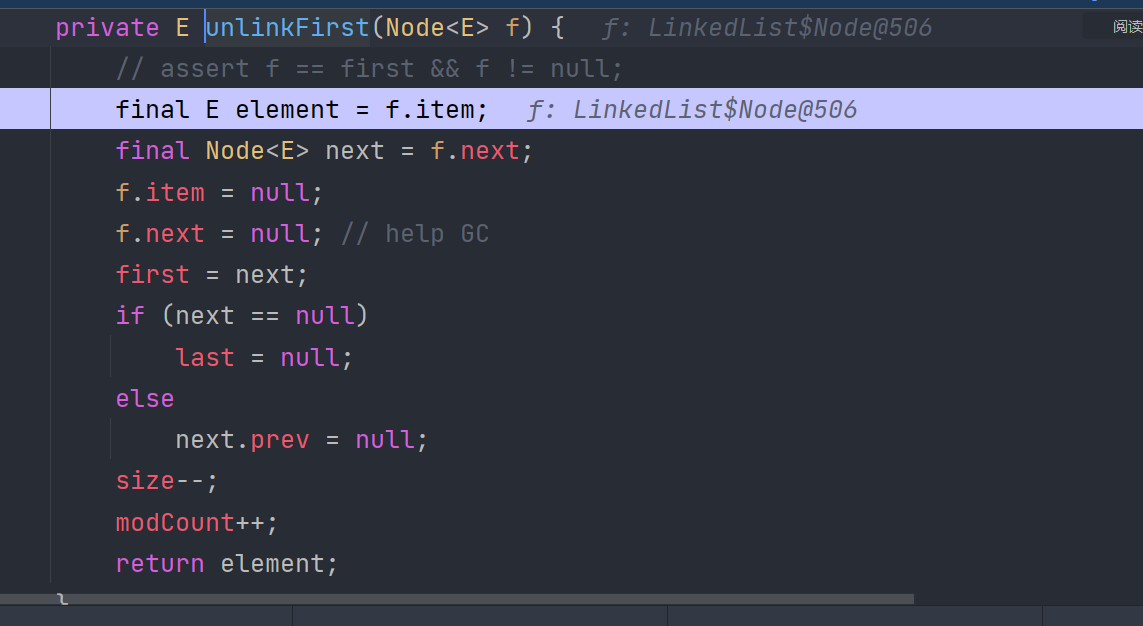 private E unlinkFirst(Node<E> f) {  f: LinkedList$Node@506
阅读
// assert f == first && f != null;
final E element = f.item;  f: LinkedList$Node@506
final Node<E> next = f.next;
f.item = null;
f.next = null; // help GC
first = next;
if (next == null)
last = null;
else
next.prev = null;
size--;
modCount++;
return element;
}